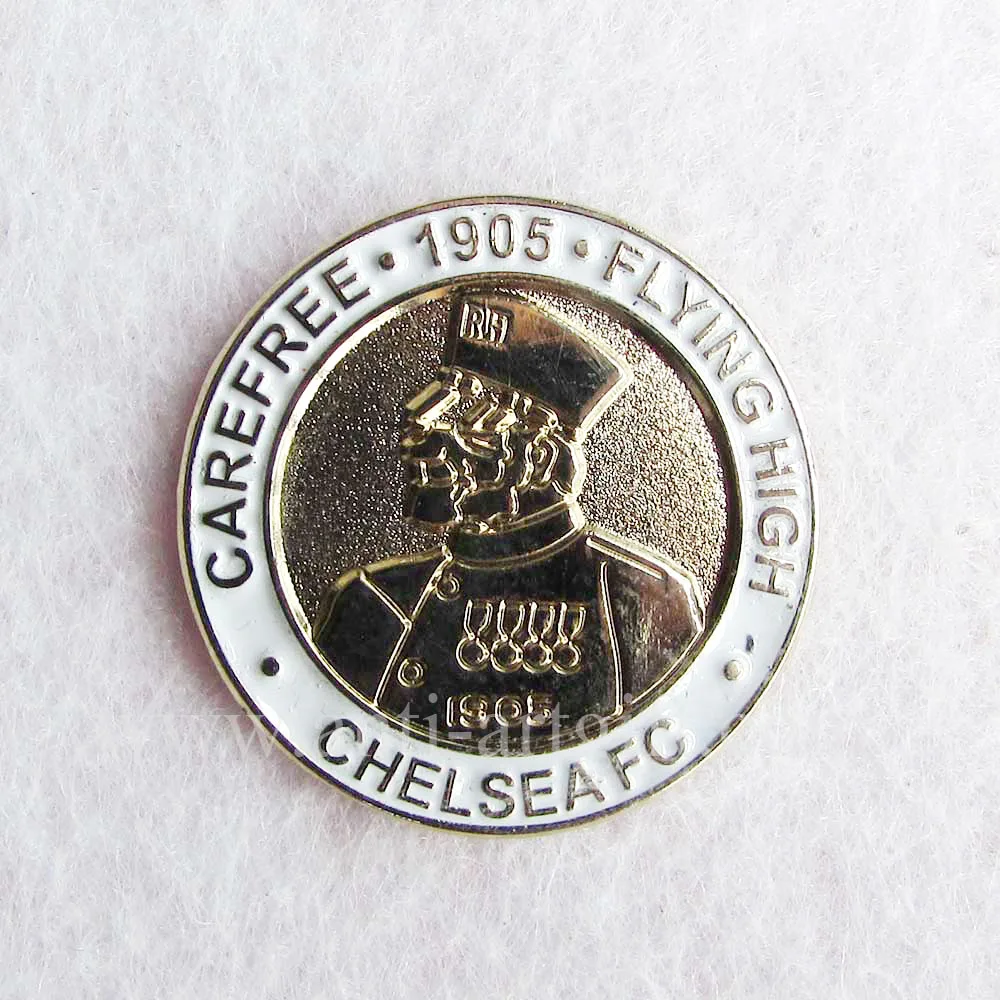 CAREFREE • 1905 • FLYING HIGH
RH
1905
• CHELSEA FC •